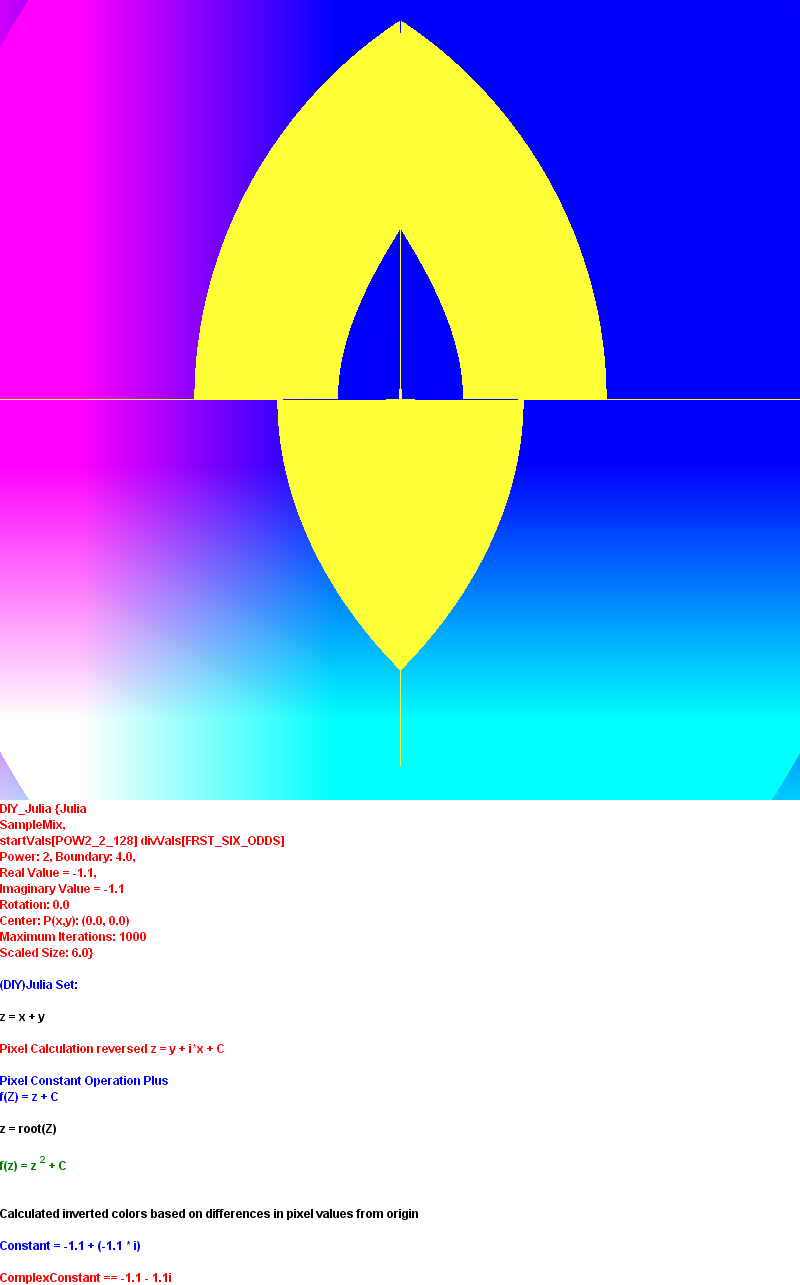 DIY_Julia {Julia
SampleMix,
startVals[POW2_2_128] divVals[FRST_SIX_ODDS]
Power: 2, Boundary: 4.0,
Real Value = -1.1,
Imaginary Value = -1.1
Rotation: 0.0
Center: P(x,y): (0.0, 0.0)
Maximum Iterations: 1000
Scaled Size: 6.0}
(DIY)Julia Set:
z = x + y
Pixel Calculation reversed z = y + i*x + C
Pixel Constant Operation Plus
f(Z) = z + C
z = root(Z)
f(z) = z 2 + C
Calculated inverted colors based on differences in pixel values from origin
Constant = -1.1 + (-1.1 * i)
ComplexConstant == -1.1 - 1.1i